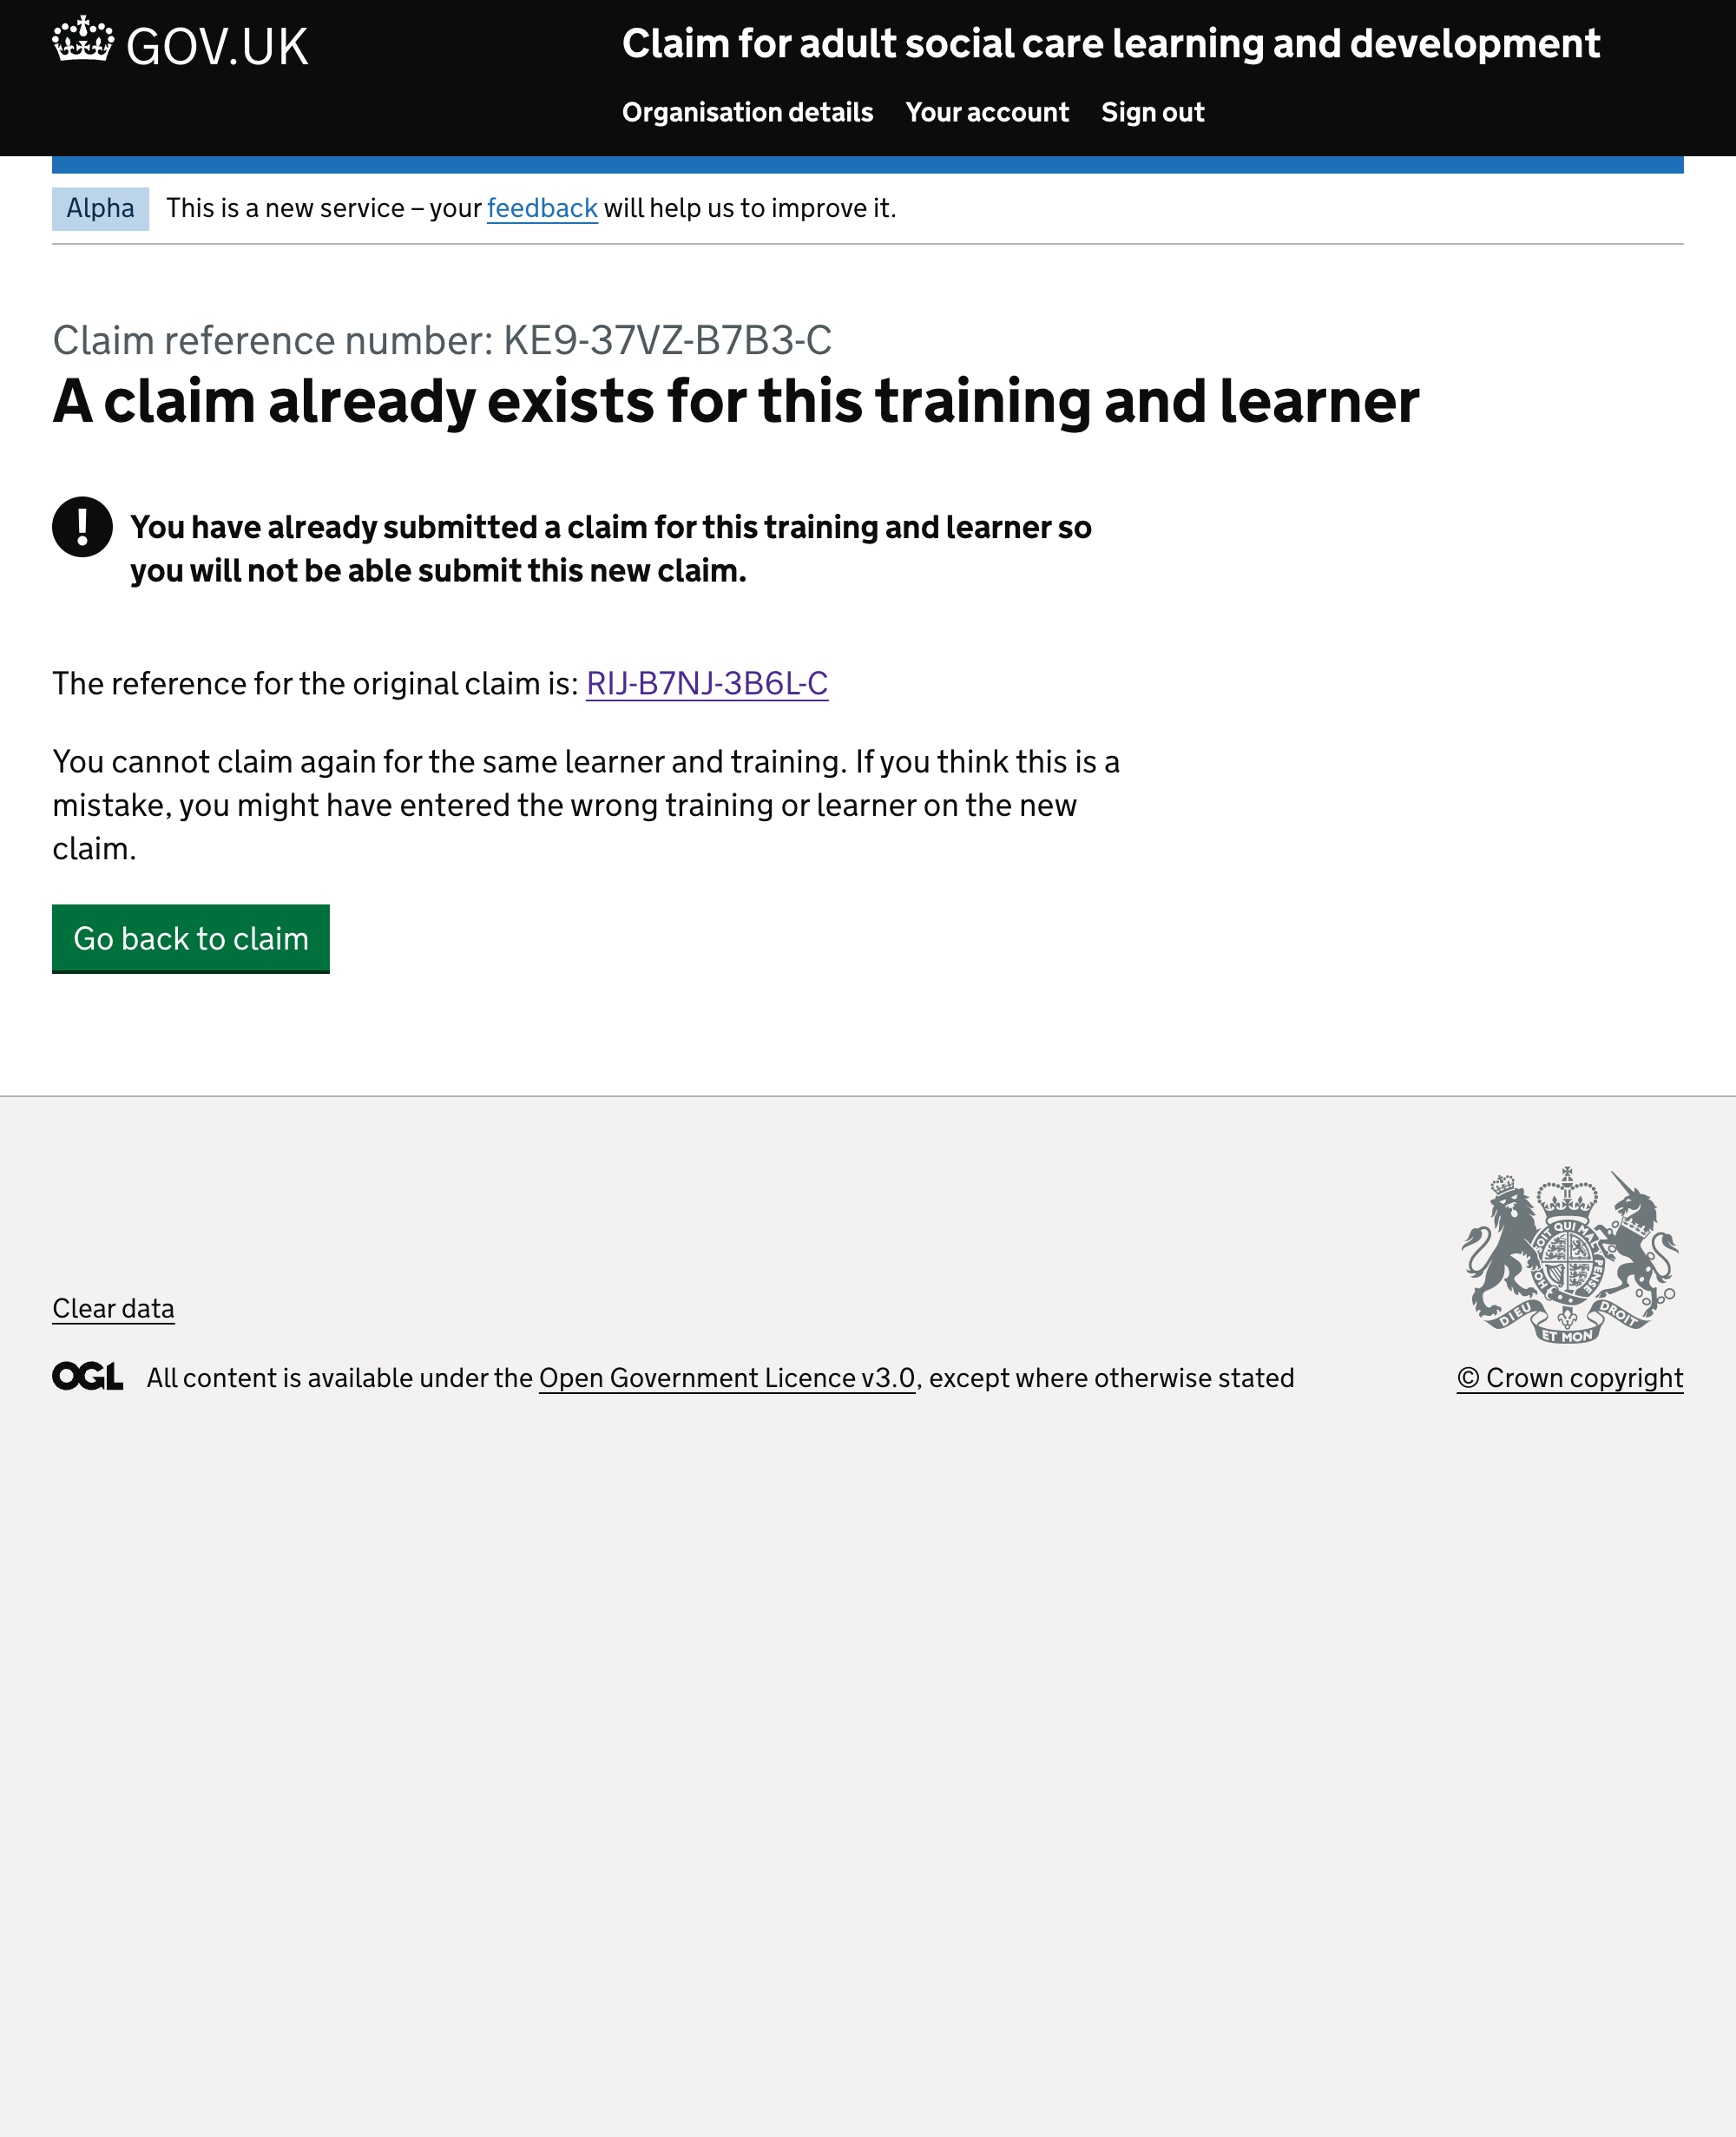 GOV.UK
Claim for adult social care learning and development
Organisation details Your account Sign out
Alpha This is a new service – your feedback will help us to improve it.
Claim reference number: KE9-37VZ-B7B3-C
A claim already exists for this training and learner
! You have already submitted a claim for this training and learner so
you will not be able submit this new claim.
The reference for the original claim is: RIJ-B7NJ-3B6L-C
You cannot claim again for the same learner and training. If you think this is a
mistake, you might have entered the wrong training or learner on the new
claim.
Go back to claim
SOIT QUI MAL Y PENSE
DIEU ET MON DROIT
Clear data
OGL All content is available under the Open Government Licence v3.0, except where otherwise stated
© Crown copyright